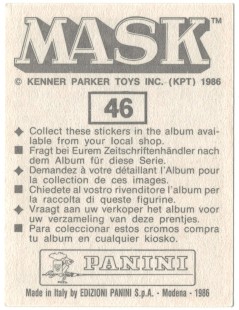 MASK™
© KENNER PARKER TOYS INC. (KPT) 1986
46
◆ Collect these stickers in the album avai-
lable from your local shop.
■ Fragt bei Eurem Zeitschriftenhändler nach
dem Album für diese Serie.
◆ Demandez à votre détaillant l'Album pour
la collection de ces images.
■ Chiedete al vostro rivenditore l'album per
la raccolta di queste figurine.
◆ Vraagt aan uw verkoper het album voor
uw verzameling van deze prentjes.
■ Para coleccionar estos cromos compra
tu album en cualquier kiosko.
PANINI
Made in Italy by EDIZIONI PANINI S.p.A. - Modena - 1986